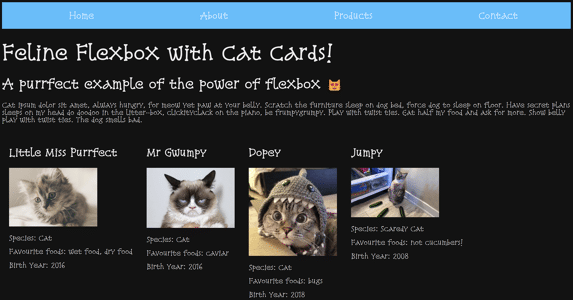 Home About Products Contact
Feline Flexbox with Cat Cards!
A purrfect example of the power of flexbox
Cat ipsum dolor sit amet, always hungry, for meow yet paw at your belly. Scratch the furniture sleep on dog bed, force dog to sleep on floor. Have secret plans
sleeps on my head do doodoo in the litter-box, clickityclack on the piano, be frumpygrumpy. Play with twist ties. Eat half my food and ask for more. Show belly
play with twist ties. The dog smells bad.
Little Miss Purrfect
Species: Cat
Favourite foods: wet food, dry food
Birth Year: 2016
Mr Gwumpy
Species: Cat
Favourite foods: caviar
Birth Year: 2016
Dopey
Species: Cat
Favourite foods: bugs
Birth Year: 2018
Jumpy
Species: Scaredy Cat
Favourite foods: not cucumbers!
Birth Year: 2008